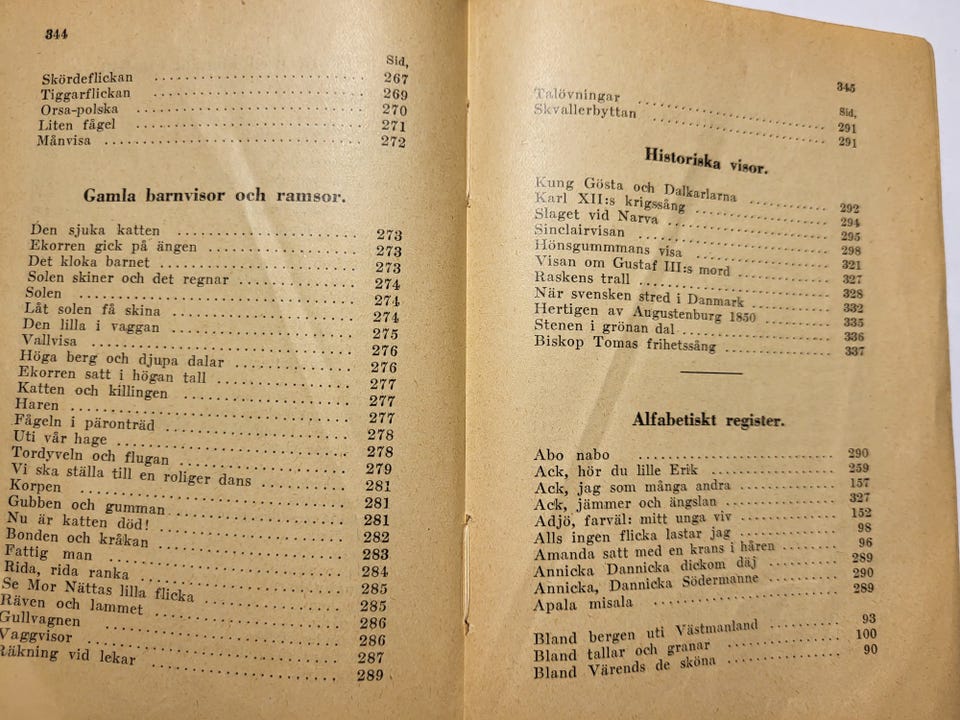 344
Sid,
Skördeflickan ........ 267
Tiggarflickan ........ 269
Orsa-polska ........ 270
Liten fågel ........ 271
Månvisa ........ 272
Gamla barnvisor och ramsor.
Den sjuka katten ........ 273
Ekorren gick på ängen ........ 273
Det kloka barnet ........ 273
Solen skiner och det regnar ........ 274
Solen ........ 274
Låt solen få skina ........ 274
Den lilla i vaggan ........ 275
Vallvisa ........ 276
Höga berg och djupa dalar ........ 276
Ekorren satt i högan tall ........ 277
Katten och killingen ........ 277
Haren ........ 277
Fågeln i päronträd ........ 278
Uti vår hage ........ 278
Tordyveln och flugan ........ 279
Vi ska ställa till en roliger dans ........ 281
Korpen ........ 281
Gubben och gumman ........ 281
Nu är katten död! ........ 282
Bonden och kråkan ........ 283
Fattig man ........ 284
Rida, rida ranka ........ 285
Se Mor Nättas lilla flicka ........ 285
Räven och lammet ........ 286
Gullvagnen ........ 286
Vaggvisor ........ 287
Räkning vid lekar ........ 289
345
Sid,
Talövningar ........ 291
Skvallerbyttan ........ 291
Historiska visor.
Kung Gösta och Dalkarlarna ........ 292
Karl XII:s krigssång ........ 294
Slaget vid Narva ........ 295
Sinclairvisan ........ 298
Hönsgummmans visa ........ 321
Visan om Gustaf III:s mord ........ 327
Raskens trall ........ 328
När svensken stred i Danmark ........ 332
Hertigen av Augustenburg 1850 ........ 335
Stenen i grönan dal ........ 336
Biskop Tomas frihetssång ........ 337
Alfabetiskt register.
Abo nabo ........ 290
Ack, hör du lille Erik ........ 259
Ack, jag som många andra ........ 157
Ack, jämmer och ängslan ........ 327
Adjö, farväl: mitt unga viv ........ 152
Alls ingen flicka lastar jag ........ 98
Amanda satt med en krans i håren ........ 96
Annicka Dannicka dickom däj ........ 289
Annicka, Dannicka Södermanne ........ 290
Apala misala ........ 289
Bland bergen uti Västmanland ........ 93
Bland tallar och granar ........ 100
Bland Värends de sköna ........ 90